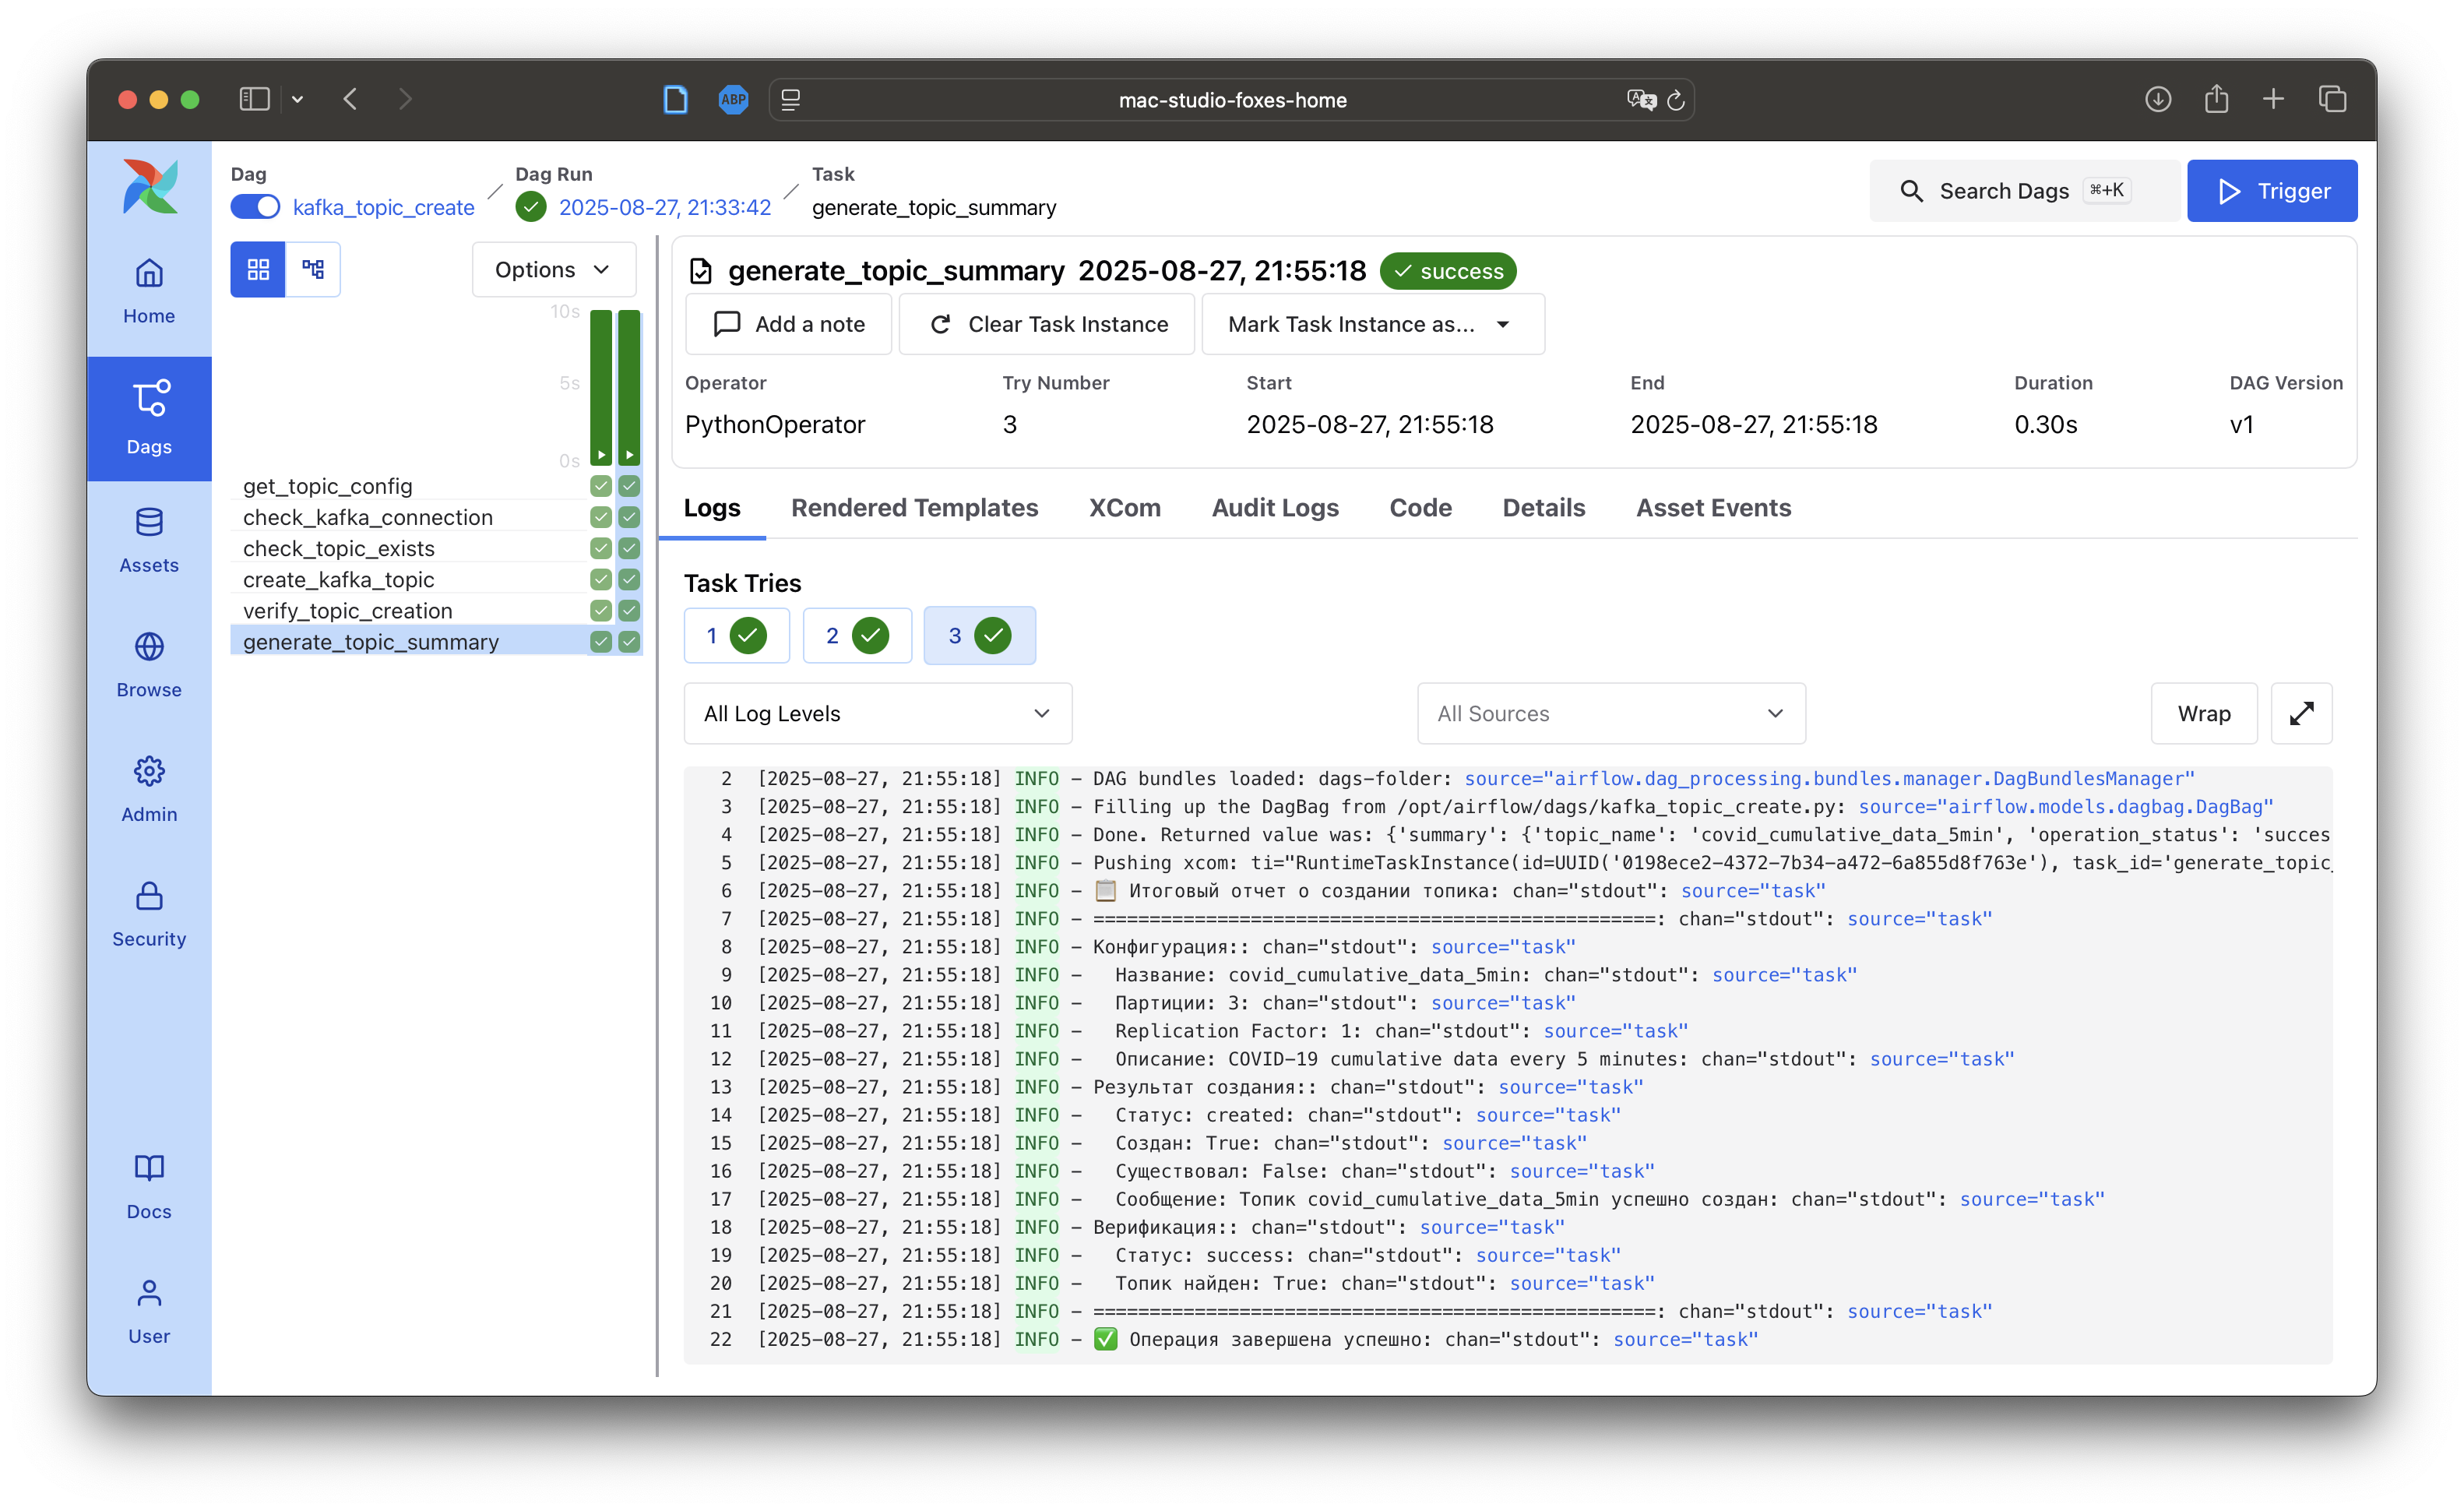 ABP
mac-studio-foxes-home
Dag
kafka_topic_create
Dag Run
2025-08-27, 21:33:42
Task
generate_topic_summary
Search Dags ⌘+K
Trigger
Home
Dags
Assets
Browse
Admin
Security
Docs
User
Options
10s
5s
0s
get_topic_config
check_kafka_connection
check_topic_exists
create_kafka_topic
verify_topic_creation
generate_topic_summary
generate_topic_summary 2025-08-27, 21:55:18 success
Add a note
Clear Task Instance
Mark Task Instance as...
Operator Try Number Start End Duration DAG Version
PythonOperator 3 2025-08-27, 21:55:18 2025-08-27, 21:55:18 0.30s v1
Logs Rendered Templates XCom Audit Logs Code Details Asset Events
Task Tries
1 2 3
All Log Levels
All Sources
Wrap
2 [2025-08-27, 21:55:18] INFO - DAG bundles loaded: dags-folder: source="airflow.dag_processing.bundles.manager.DagBundlesManager"
3 [2025-08-27, 21:55:18] INFO - Filling up the DagBag from /opt/airflow/dags/kafka_topic_create.py: source="airflow.models.dagbag.DagBag"
4 [2025-08-27, 21:55:18] INFO - Done. Returned value was: {'summary': {'topic_name': 'covid_cumulative_data_5min', 'operation_status': 'succes
5 [2025-08-27, 21:55:18] INFO - Pushing xcom: ti="RuntimeTaskInstance(id=UUID('0198ece2-4372-7b34-a472-6a855d8f763e'), task_id='generate_topic_
6 [2025-08-27, 21:55:18] INFO - 📋 Итоговый отчет о создании топика: chan="stdout": source="task"
7 [2025-08-27, 21:55:18] INFO - ==================================================: chan="stdout": source="task"
8 [2025-08-27, 21:55:18] INFO - Конфигурация:: chan="stdout": source="task"
9 [2025-08-27, 21:55:18] INFO -   Название: covid_cumulative_data_5min: chan="stdout": source="task"
10 [2025-08-27, 21:55:18] INFO -   Партиции: 3: chan="stdout": source="task"
11 [2025-08-27, 21:55:18] INFO -   Replication Factor: 1: chan="stdout": source="task"
12 [2025-08-27, 21:55:18] INFO -   Описание: COVID-19 cumulative data every 5 minutes: chan="stdout": source="task"
13 [2025-08-27, 21:55:18] INFO - Результат создания:: chan="stdout": source="task"
14 [2025-08-27, 21:55:18] INFO -   Статус: created: chan="stdout": source="task"
15 [2025-08-27, 21:55:18] INFO -   Создан: True: chan="stdout": source="task"
16 [2025-08-27, 21:55:18] INFO -   Существовал: False: chan="stdout": source="task"
17 [2025-08-27, 21:55:18] INFO -   Сообщение: Топик covid_cumulative_data_5min успешно создан: chan="stdout": source="task"
18 [2025-08-27, 21:55:18] INFO - Верификация:: chan="stdout": source="task"
19 [2025-08-27, 21:55:18] INFO -   Статус: success: chan="stdout": source="task"
20 [2025-08-27, 21:55:18] INFO -   Топик найден: True: chan="stdout": source="task"
21 [2025-08-27, 21:55:18] INFO - ==================================================: chan="stdout": source="task"
22 [2025-08-27, 21:55:18] INFO - ✅ Операция завершена успешно: chan="stdout": source="task"